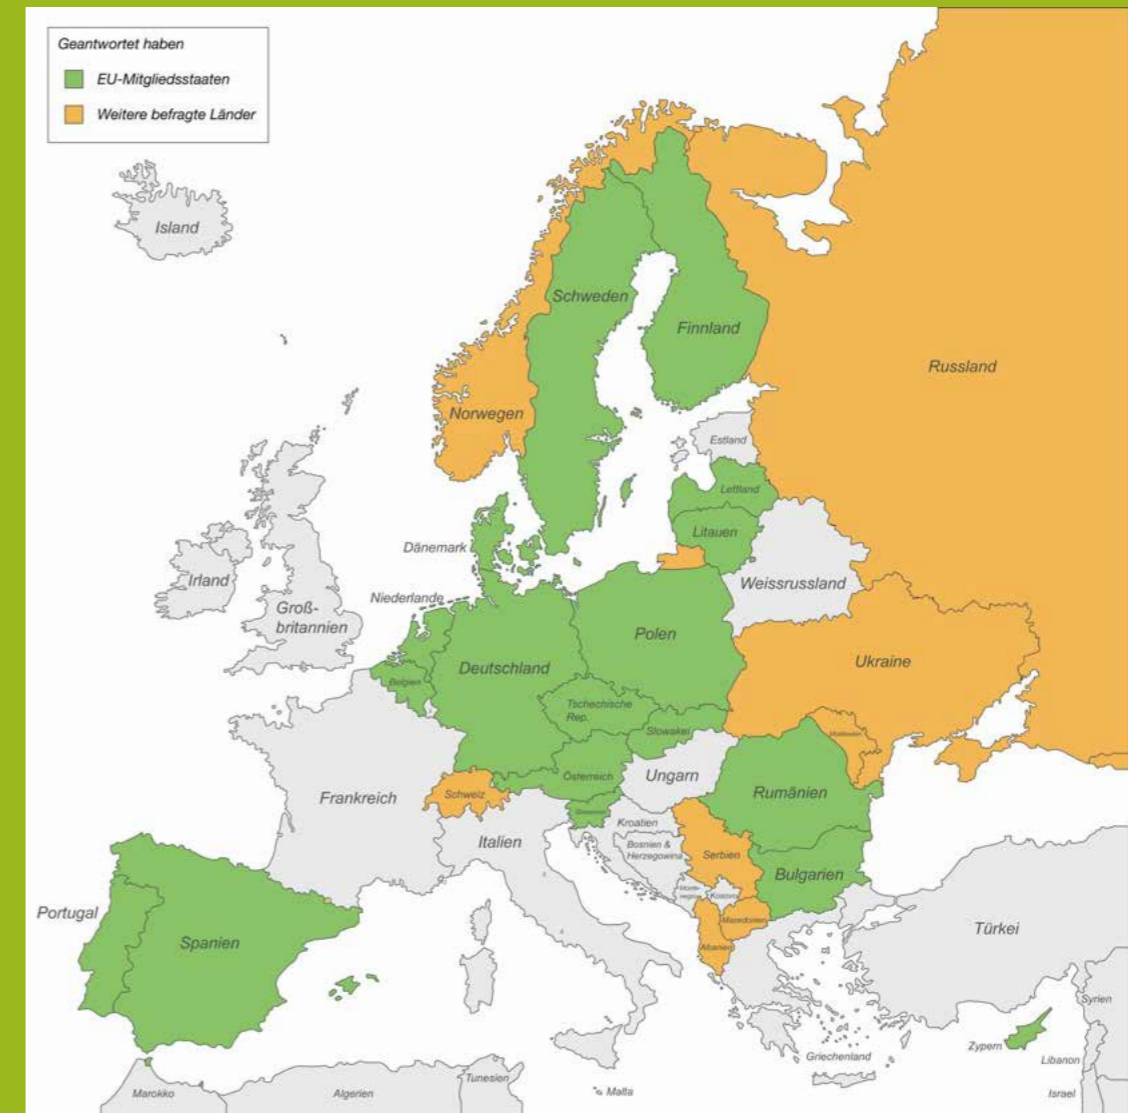 Geantwortet haben
EU-Mitgliedsstaaten
Weitere befragte Länder
Island
Schweden
Finnland
Russland
Norwegen
Estland
Lettland
Litauen
Dänemark
Irland
Weissrussland
Niederlande
Groß-
britannien
Polen
Ukraine
Deutschland
Belgien
Tschechische
Rep.
Slowakei
Österreich
Ungarn
Rumänien
Frankreich
Schweiz
Kroatien
Italien
Bosnien &
Herzegowina
Serbien
Bulgarien
Monte-
negro
Kosovo
Portugal
Mazedonien
Türkei
Spanien
Albanien
Syrien
Zypern
Griechenland
Libanon
Tunesien
Malta
Marokko
Algerien
Israel